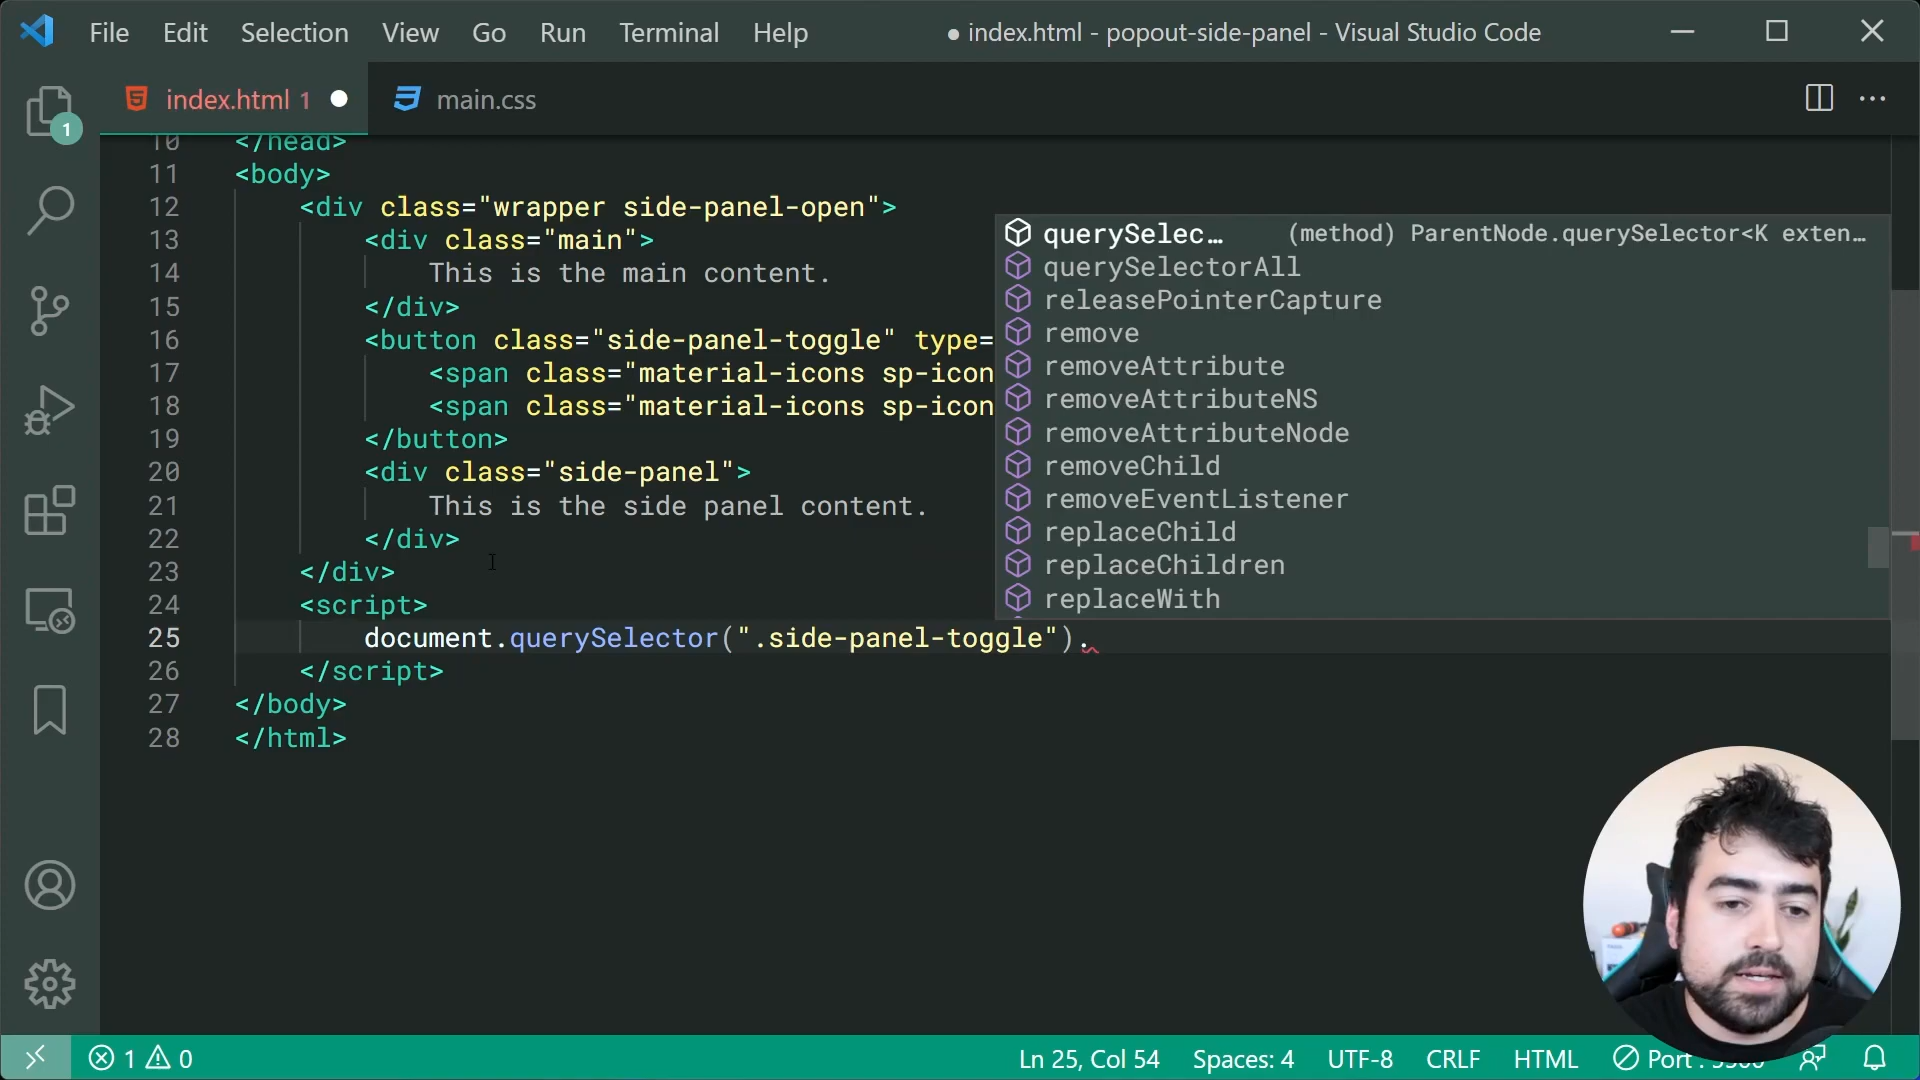 File Edit Selection View Go Run Terminal Help ● index.html - popout-side-panel - Visual Studio Code
index.html 1 ● main.css
1
10 </head>
11 <body>
12 <div class="wrapper side-panel-open">
13 <div class="main">
14 This is the main content.
15 </div>
16 <button class="side-panel-toggle" type=
17 <span class="material-icons sp-icon
18 <span class="material-icons sp-icon
19 </button>
20 <div class="side-panel">
21 This is the side panel content.
22 </div>
23 </div>
24 <script>
25 document.querySelector(".side-panel-toggle").
26 </script>
27 </body>
28 </html>
querySelec… (method) ParentNode.querySelector<K exten…
querySelectorAll
releasePointerCapture
remove
removeAttribute
removeAttributeNS
removeAttributeNode
removeChild
removeEventListener
replaceChild
replaceChildren
replaceWith
1 0 Ln 25, Col 54 Spaces: 4 UTF-8 CRLF HTML Port :